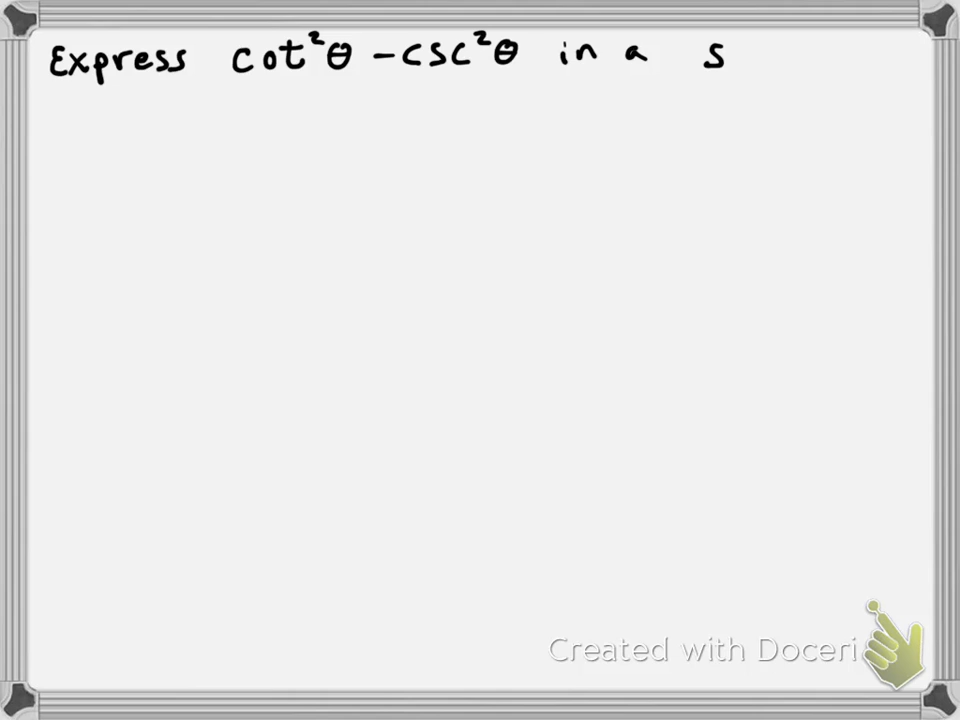 Express cot²θ - csc²θ in a s
Created with Doceri